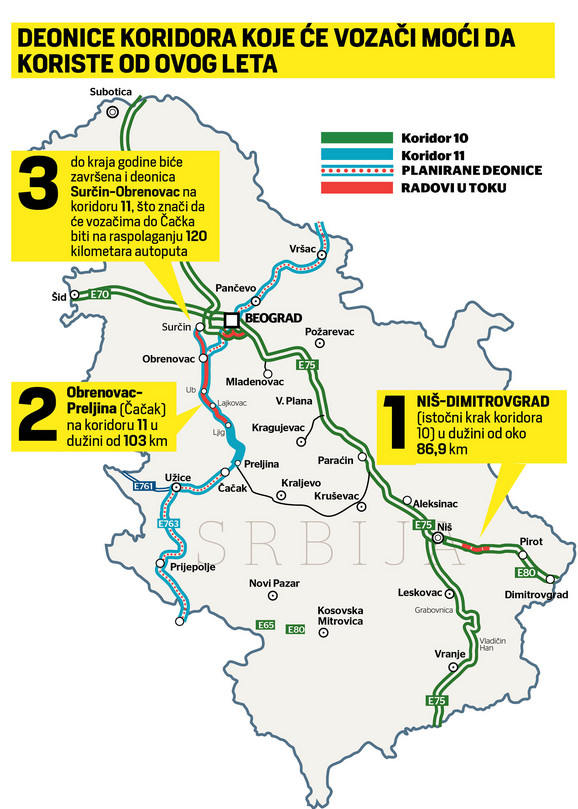 DEONICE KORIDORA KOJE ĆE VOZAČI MOĆI DA
KORISTE OD OVOG LETA
Subotica
Koridor 10
Koridor 11
PLANIRANE DEONICE
RADOVI U TOKU
3
do kraja godine biće
završena i deonica
Surčin-Obrenovac na
koridoru 11, što znači da
će vozačima do Čačka
biti na raspolaganju 120
kilometara autoputa
Vršac
Pančevo
Šid
E70
BEOGRAD
Surčin
Požarevac
Obrenovac
E75
Mladenovac
Ub
Lajkovac
V. Plana
Ljig
Kragujevac
2
Obrenovac-
Preljina (Čačak)
na koridoru 11 u
dužini od 103 km
1
NIŠ-DIMITROVGRAD
(istočni krak koridora
10) u dužini od oko
86,9 km
Preljina
Paraćin
E761
Užice
Čačak
Kraljevo
Kruševac
Aleksinac
E763
E75
Niš
SRBIJA
Pirot
Prijepolje
E80
Novi Pazar
Leskovac
Dimitrovgrad
Grabovnica
Kosovska
Mitrovica
E65
E80
Vladičin
Han
Vranje
E75